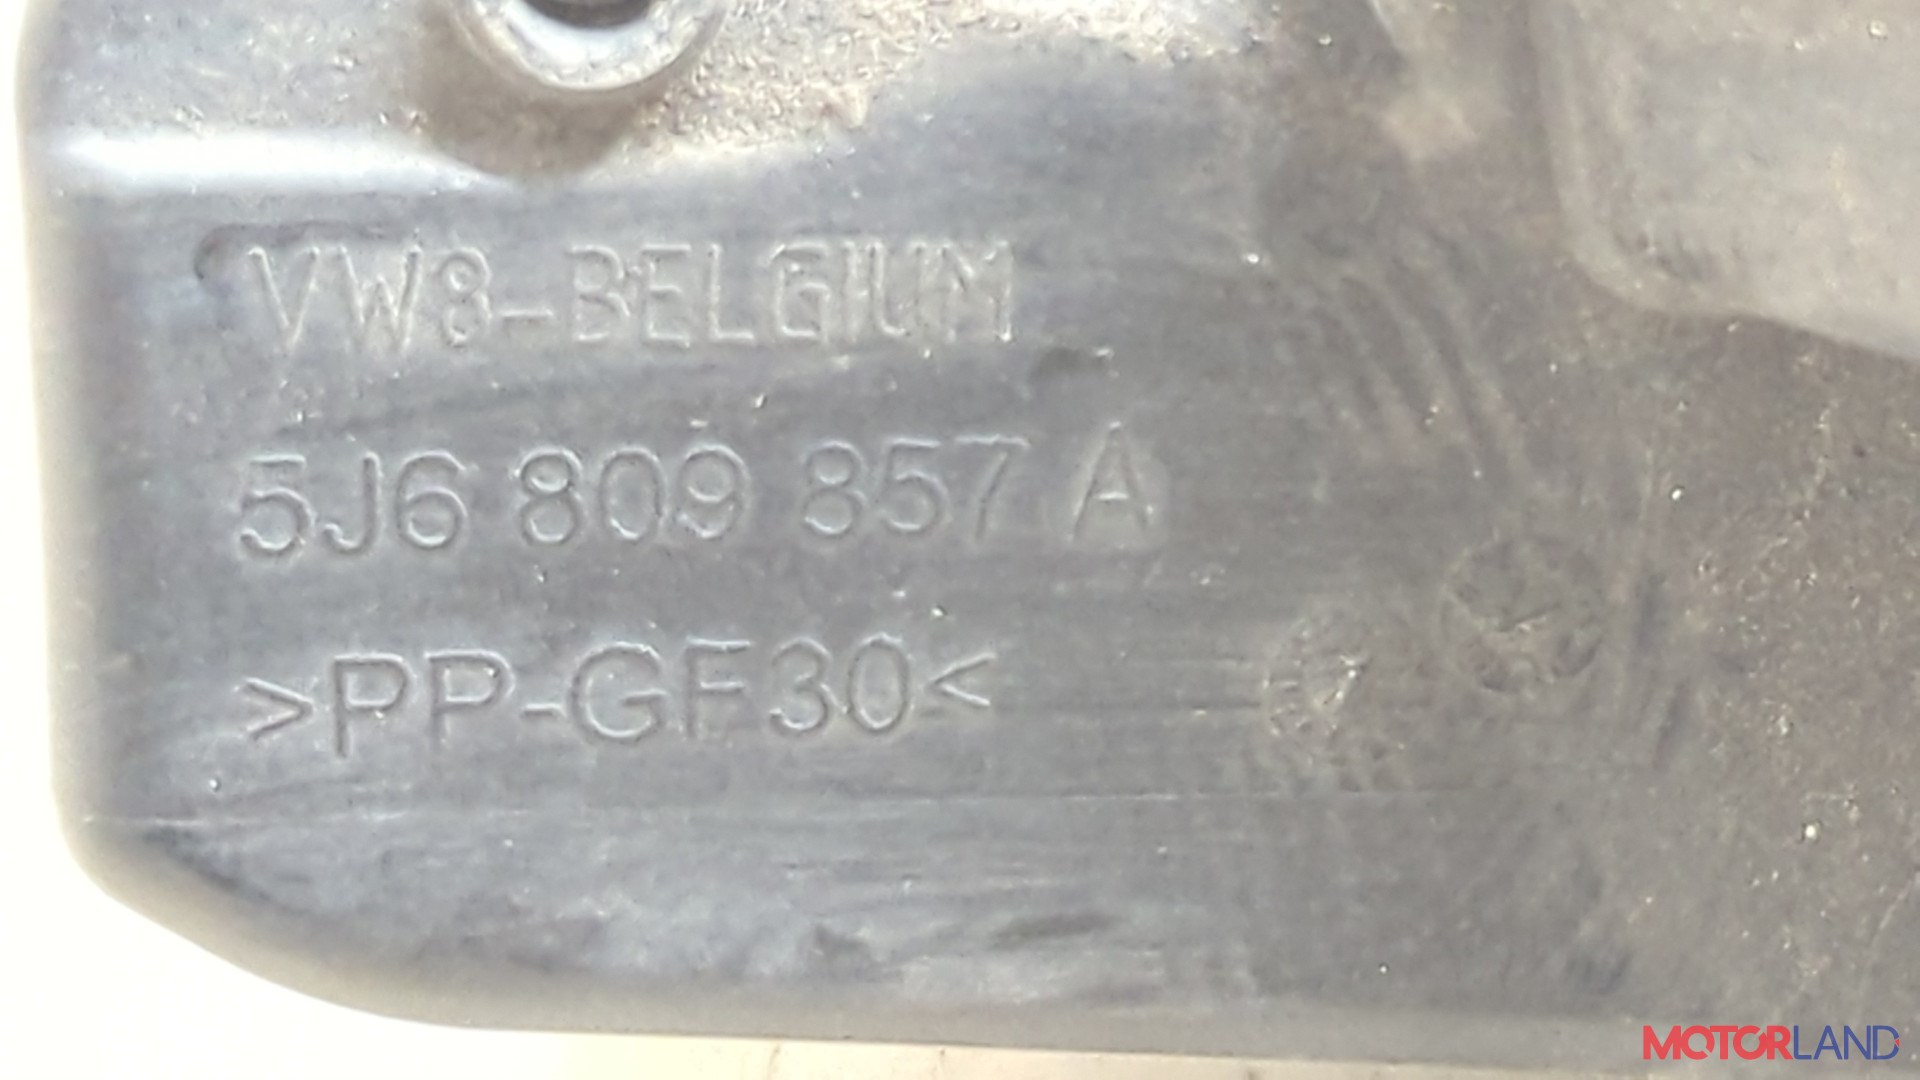 VW8-BELGIUM
5J6 809 857 A
>PP-GF30<
MOTORLAND